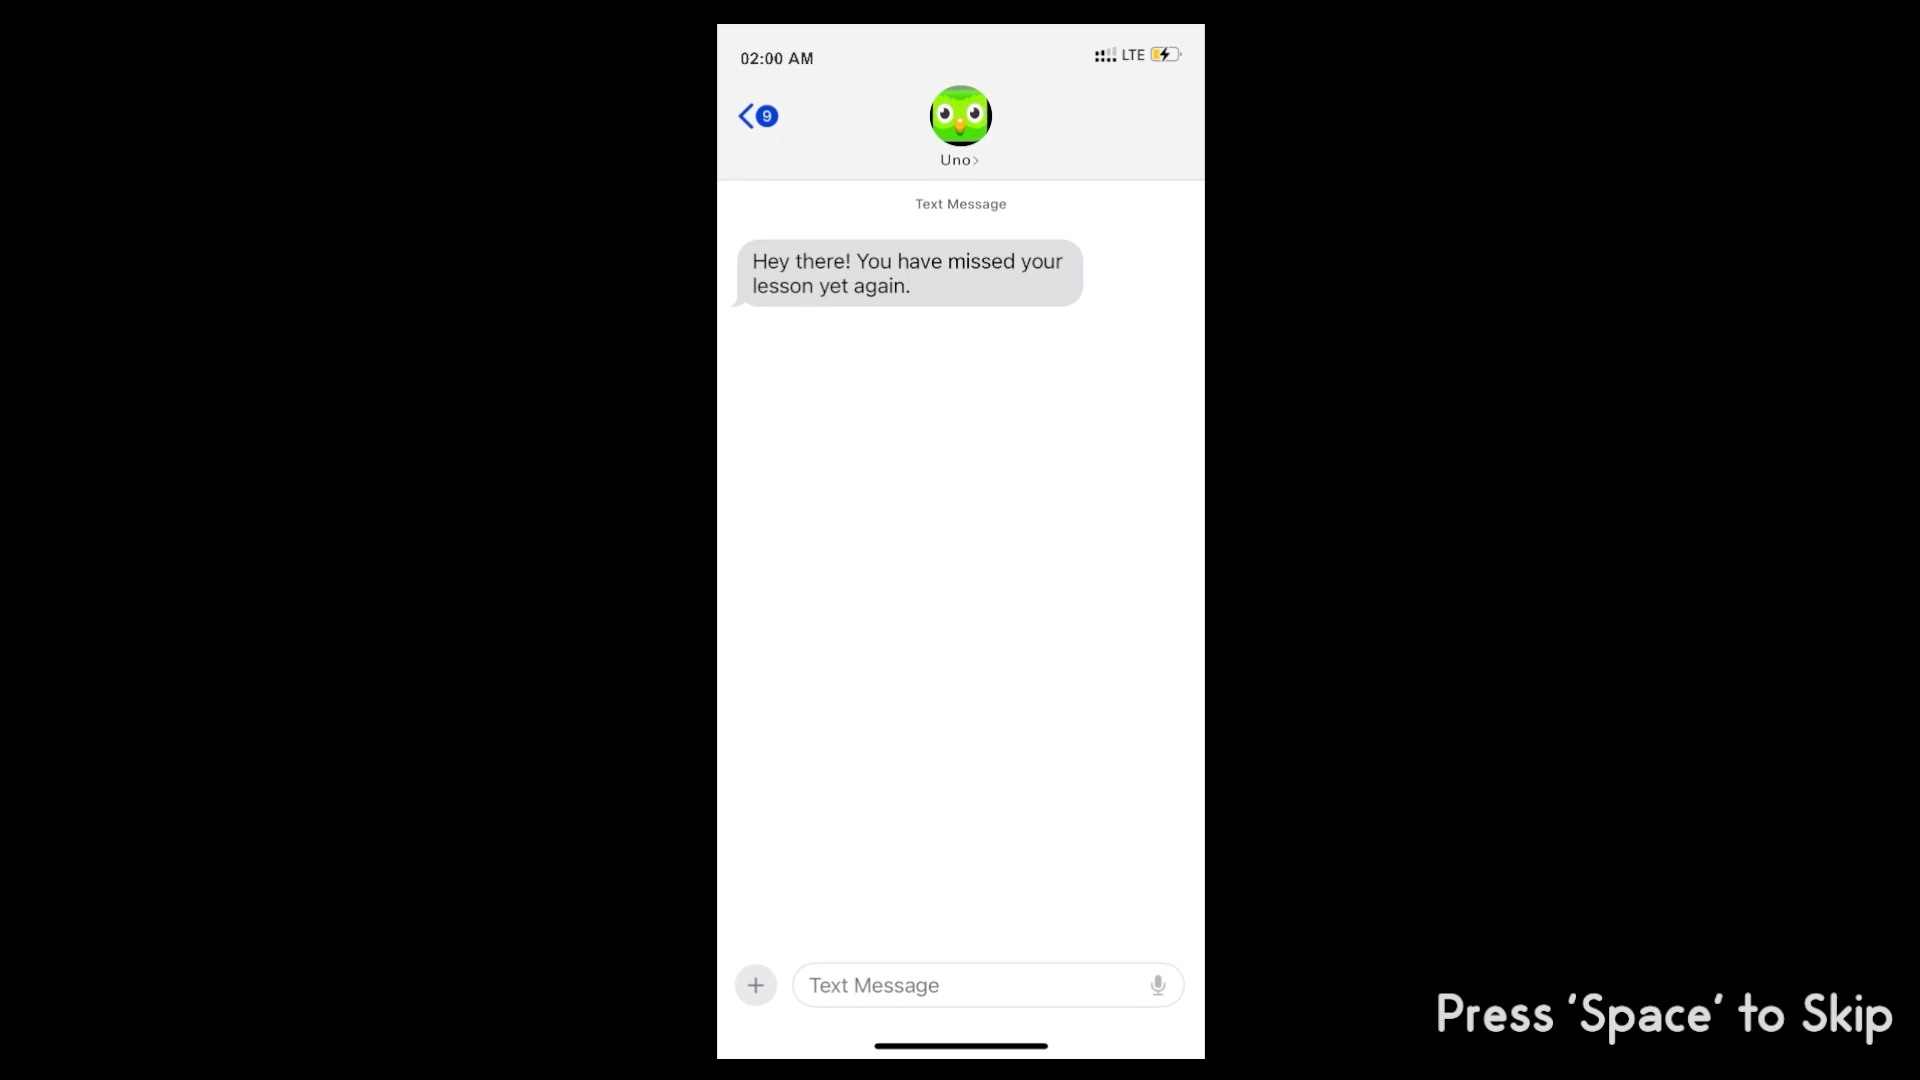 02:00 AM
LTE
9
Uno
Text Message
Hey there! You have missed your
lesson yet again.
Text Message
Press 'Space' to Skip